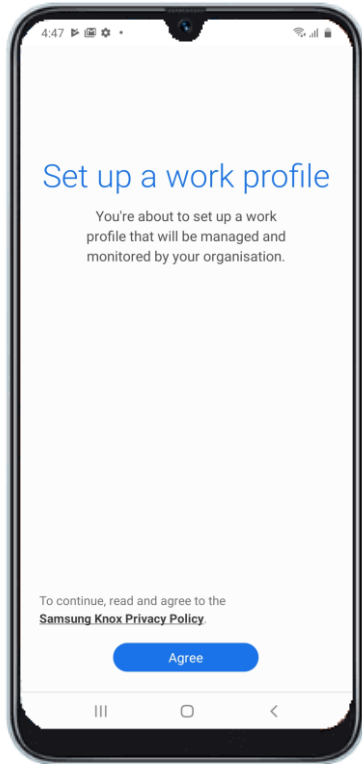 4:47
Set up a work profile
You're about to set up a work
profile that will be managed and
monitored by your organisation.
To continue, read and agree to the
Samsung Knox Privacy Policy.
Agree